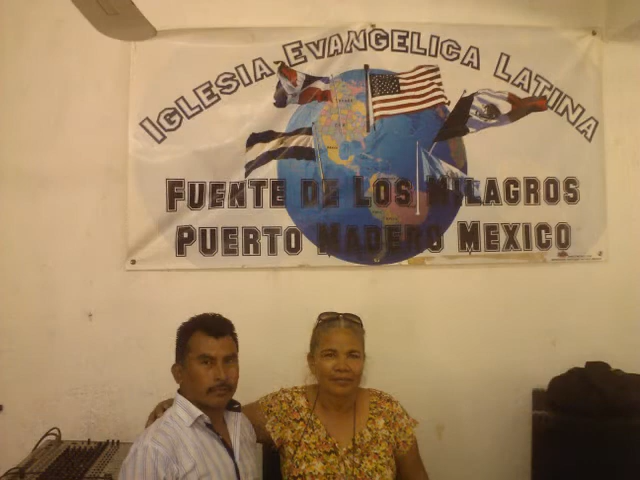 IGLESIA EVANGELICA LATINA
FUENTE DE LOS MILAGROS
PUERTO MADERO MEXICO